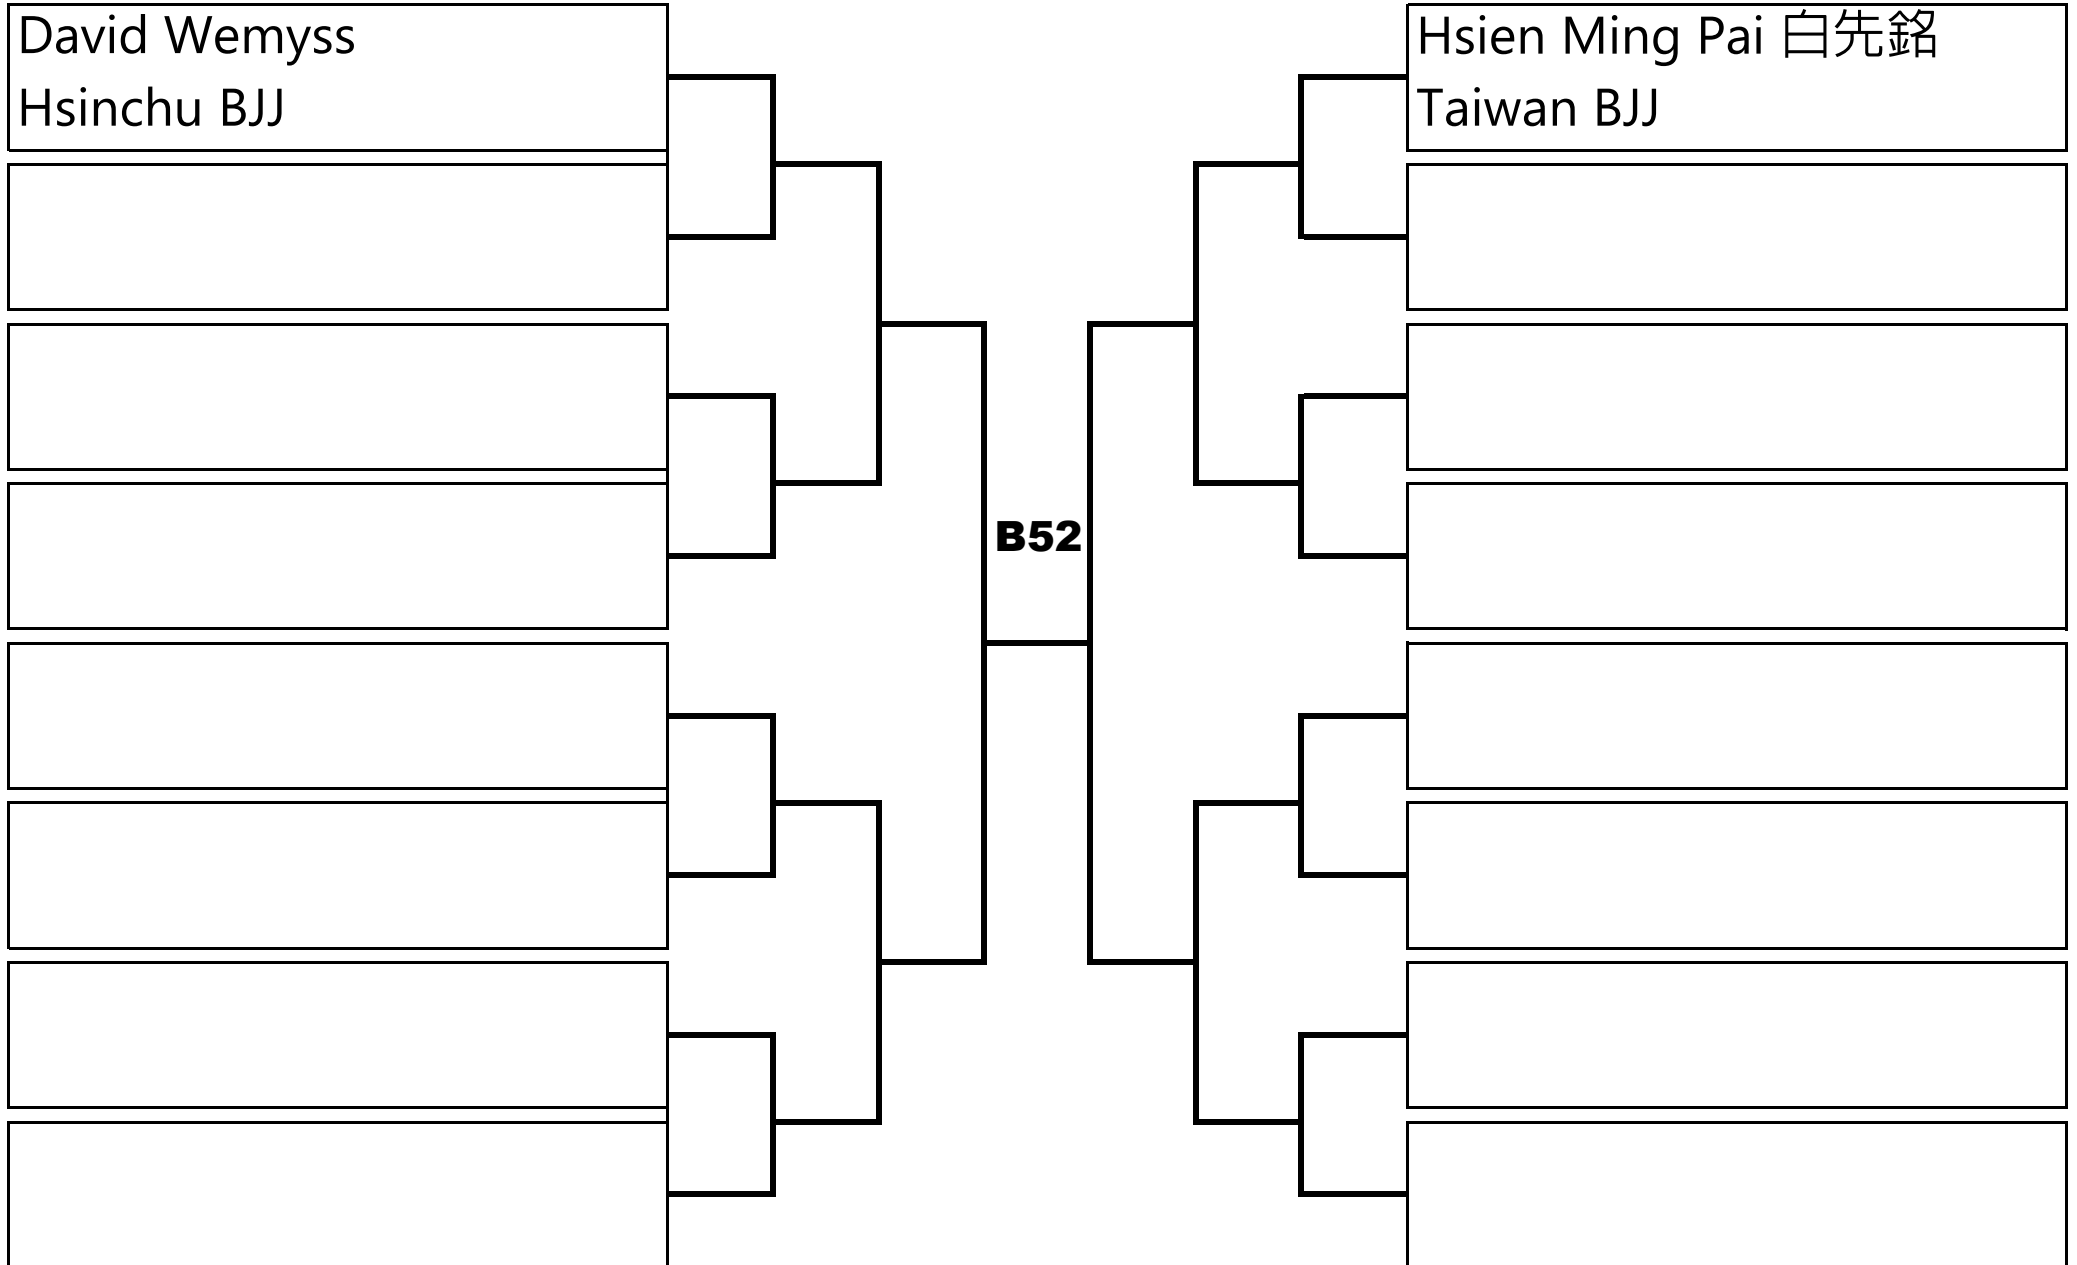 David Wemyss
Hsinchu BJJ
Hsien Ming Pai 白先銘
Taiwan BJJ
B52